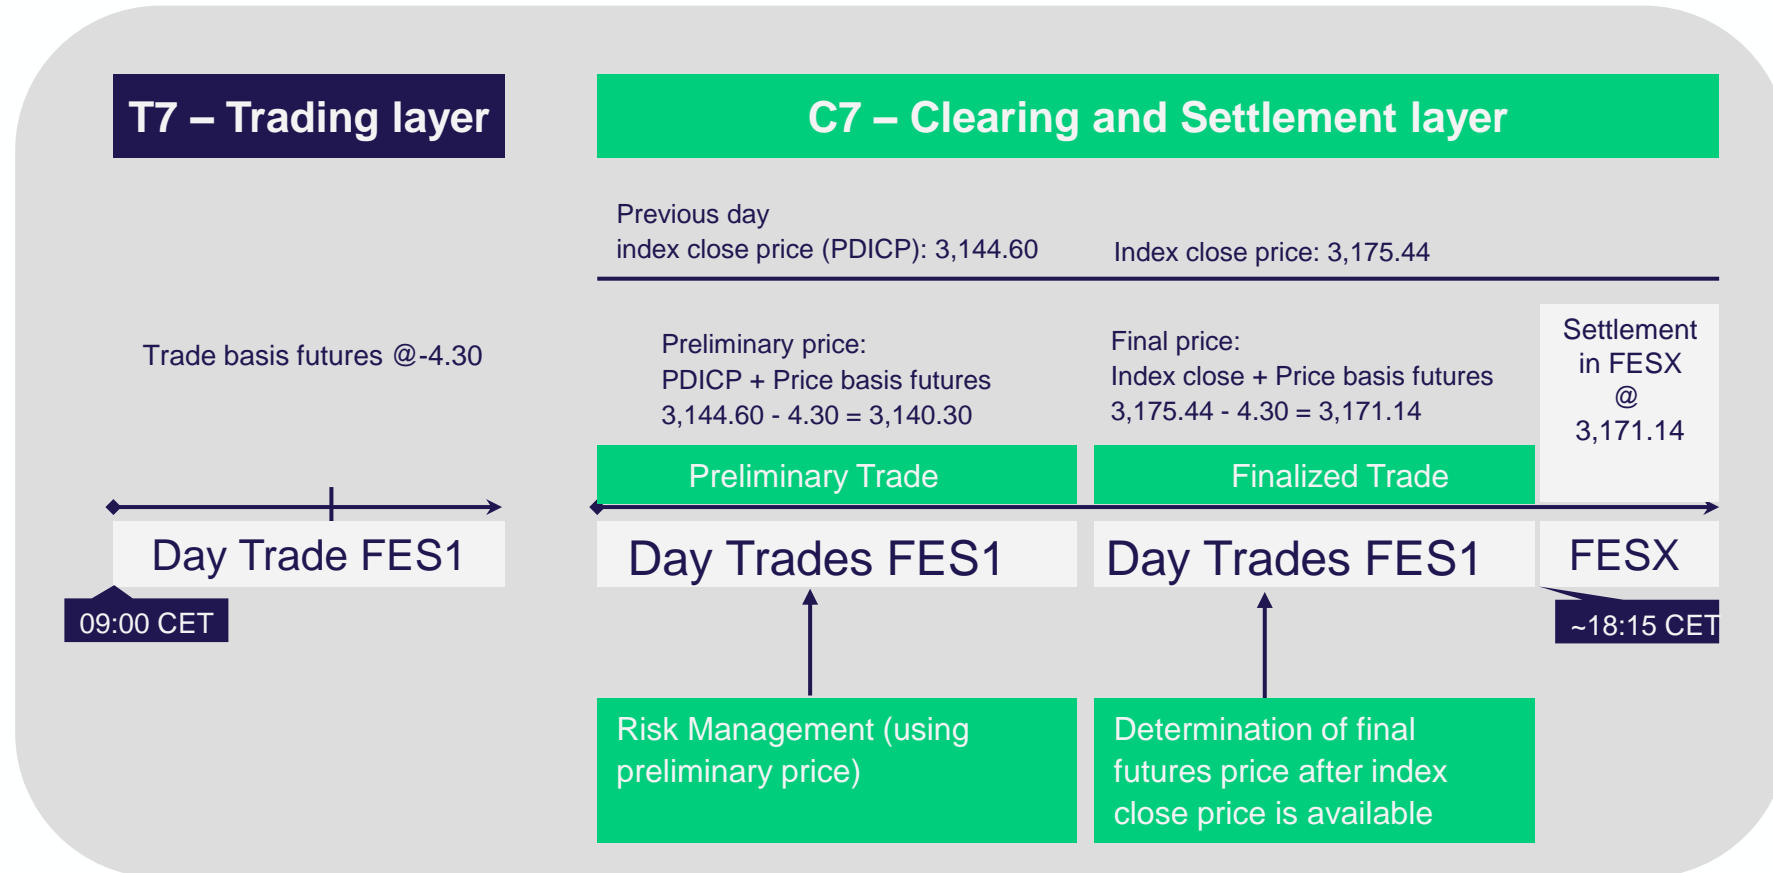 T7 – Trading layer
C7 – Clearing and Settlement layer
Previous day
index close price (PDICP): 3,144.60
Index close price: 3,175.44
Trade basis futures @-4.30
Preliminary price:
PDICP + Price basis futures
3,144.60 - 4.30 = 3,140.30
Final price:
Index close + Price basis futures
3,175.44 - 4.30 = 3,171.14
Settlement
in FESX
@
3,171.14
Preliminary Trade
Finalized Trade
Day Trade FES1
Day Trades FES1
Day Trades FES1
FESX
09:00 CET
~18:15 CET
Risk Management (using
preliminary price)
Determination of final
futures price after index
close price is available